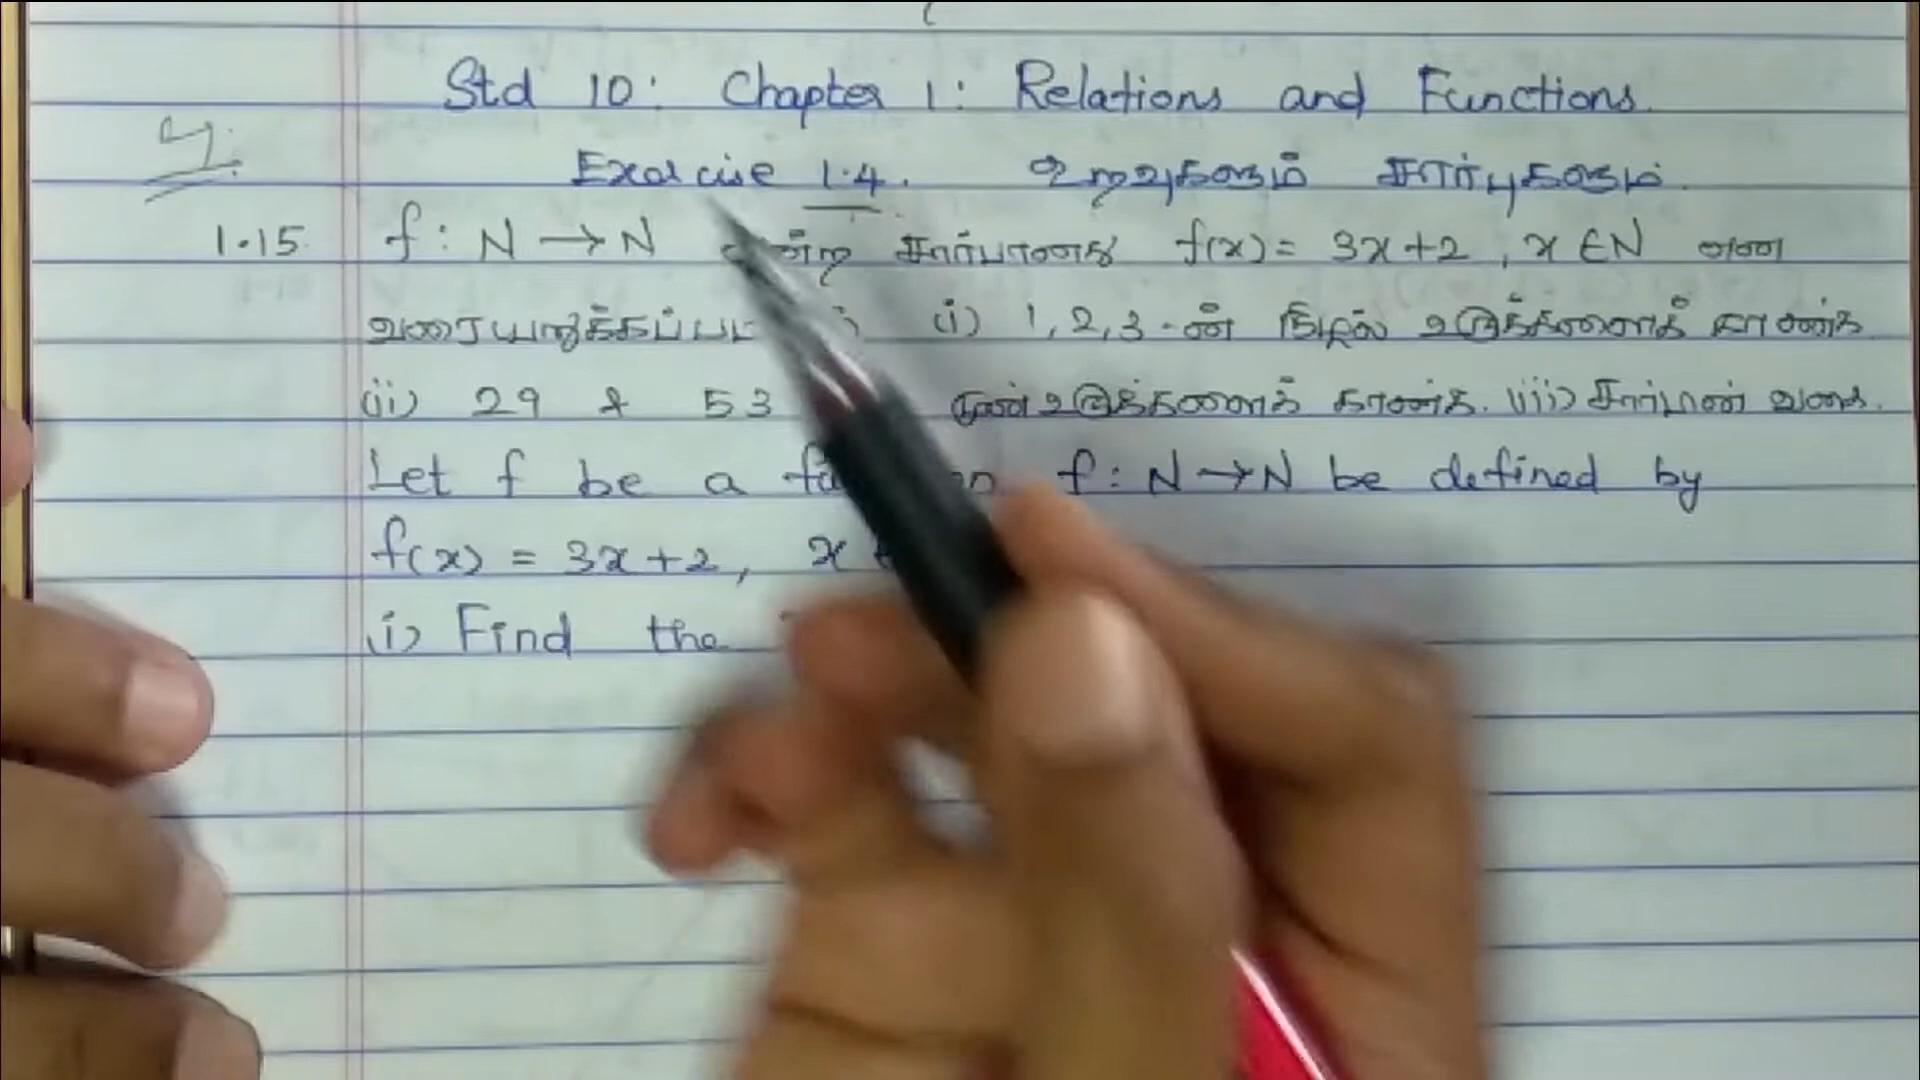 Std 10: Chapter 1: Relations and Functions.
Exercise 1.4. உறவுகளும் சார்புகளும்.
1.15 f : N → N என்ற சார்பானது f(x) = 3x+2, x ∈ N என
(i) 1, 2, 3-ன் நிழல் உருக்களைக் காண்க
(ii) 29 & 53 முன் உருக்களைக் காண்க. (iii) சார்பின் வகை.
Let f be a f : N → N be defined by
f(x) = 3x+2, x
(i) Find the